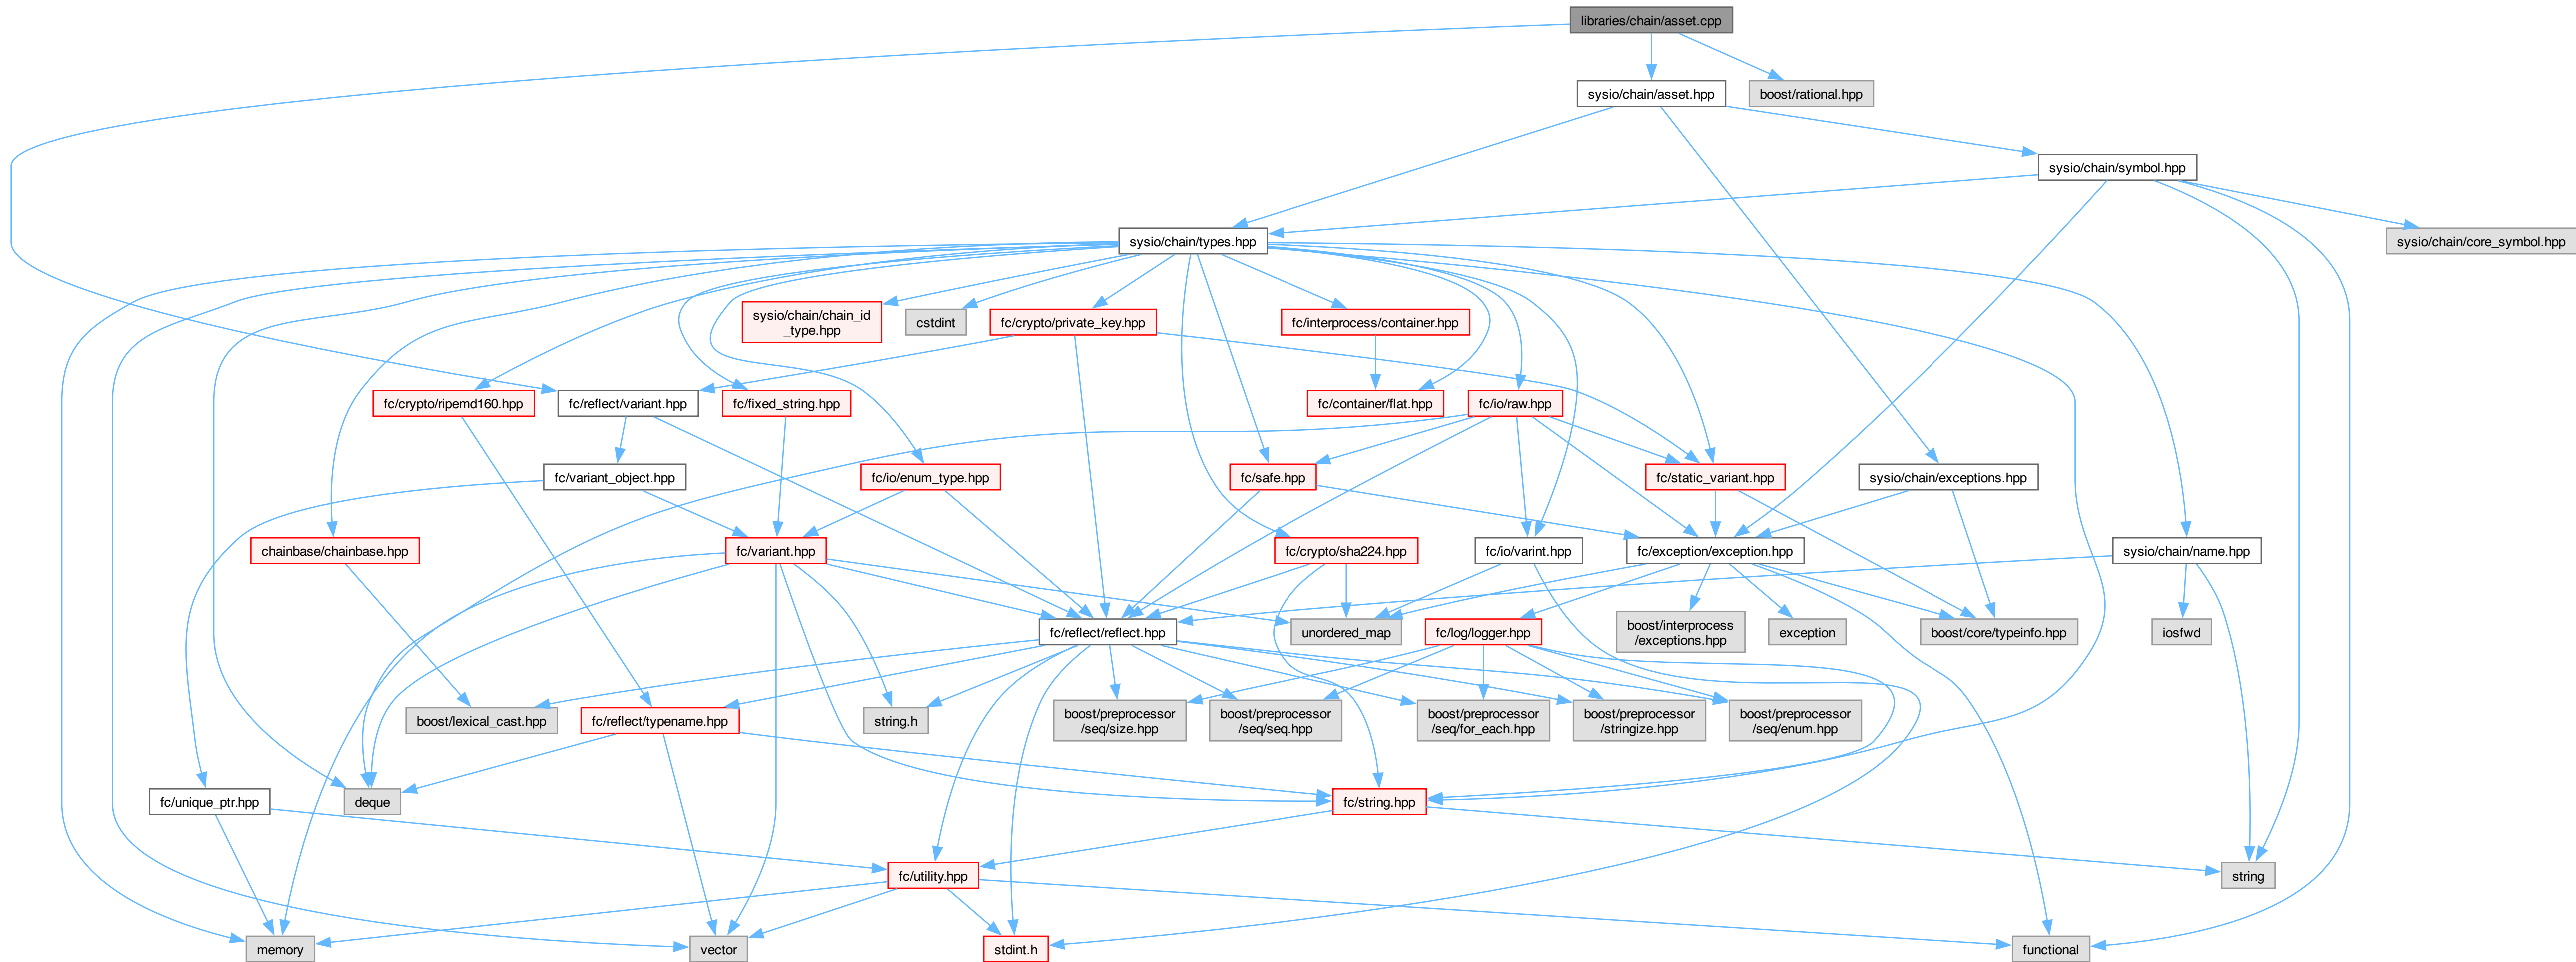 libraries/chain/asset.cpp
sysio/chain/asset.hpp
boost/rational.hpp
sysio/chain/symbol.hpp
sysio/chain/types.hpp
sysio/chain/core_symbol.hpp
sysio/chain/chain_id
_type.hpp
cstdint
fc/crypto/private_key.hpp
fc/interprocess/container.hpp
fc/crypto/ripemd160.hpp
fc/reflect/variant.hpp
fc/fixed_string.hpp
fc/container/flat.hpp
fc/io/raw.hpp
fc/variant_object.hpp
fc/io/enum_type.hpp
fc/safe.hpp
fc/static_variant.hpp
sysio/chain/exceptions.hpp
chainbase/chainbase.hpp
fc/variant.hpp
fc/crypto/sha224.hpp
fc/io/varint.hpp
fc/exception/exception.hpp
sysio/chain/name.hpp
fc/reflect/reflect.hpp
unordered_map
fc/log/logger.hpp
boost/interprocess
/exceptions.hpp
exception
boost/core/typeinfo.hpp
iosfwd
boost/lexical_cast.hpp
fc/reflect/typename.hpp
string.h
boost/preprocessor
/seq/size.hpp
boost/preprocessor
/seq/seq.hpp
boost/preprocessor
/seq/for_each.hpp
boost/preprocessor
/stringize.hpp
boost/preprocessor
/seq/enum.hpp
fc/unique_ptr.hpp
deque
fc/string.hpp
fc/utility.hpp
string
memory
vector
stdint.h
functional